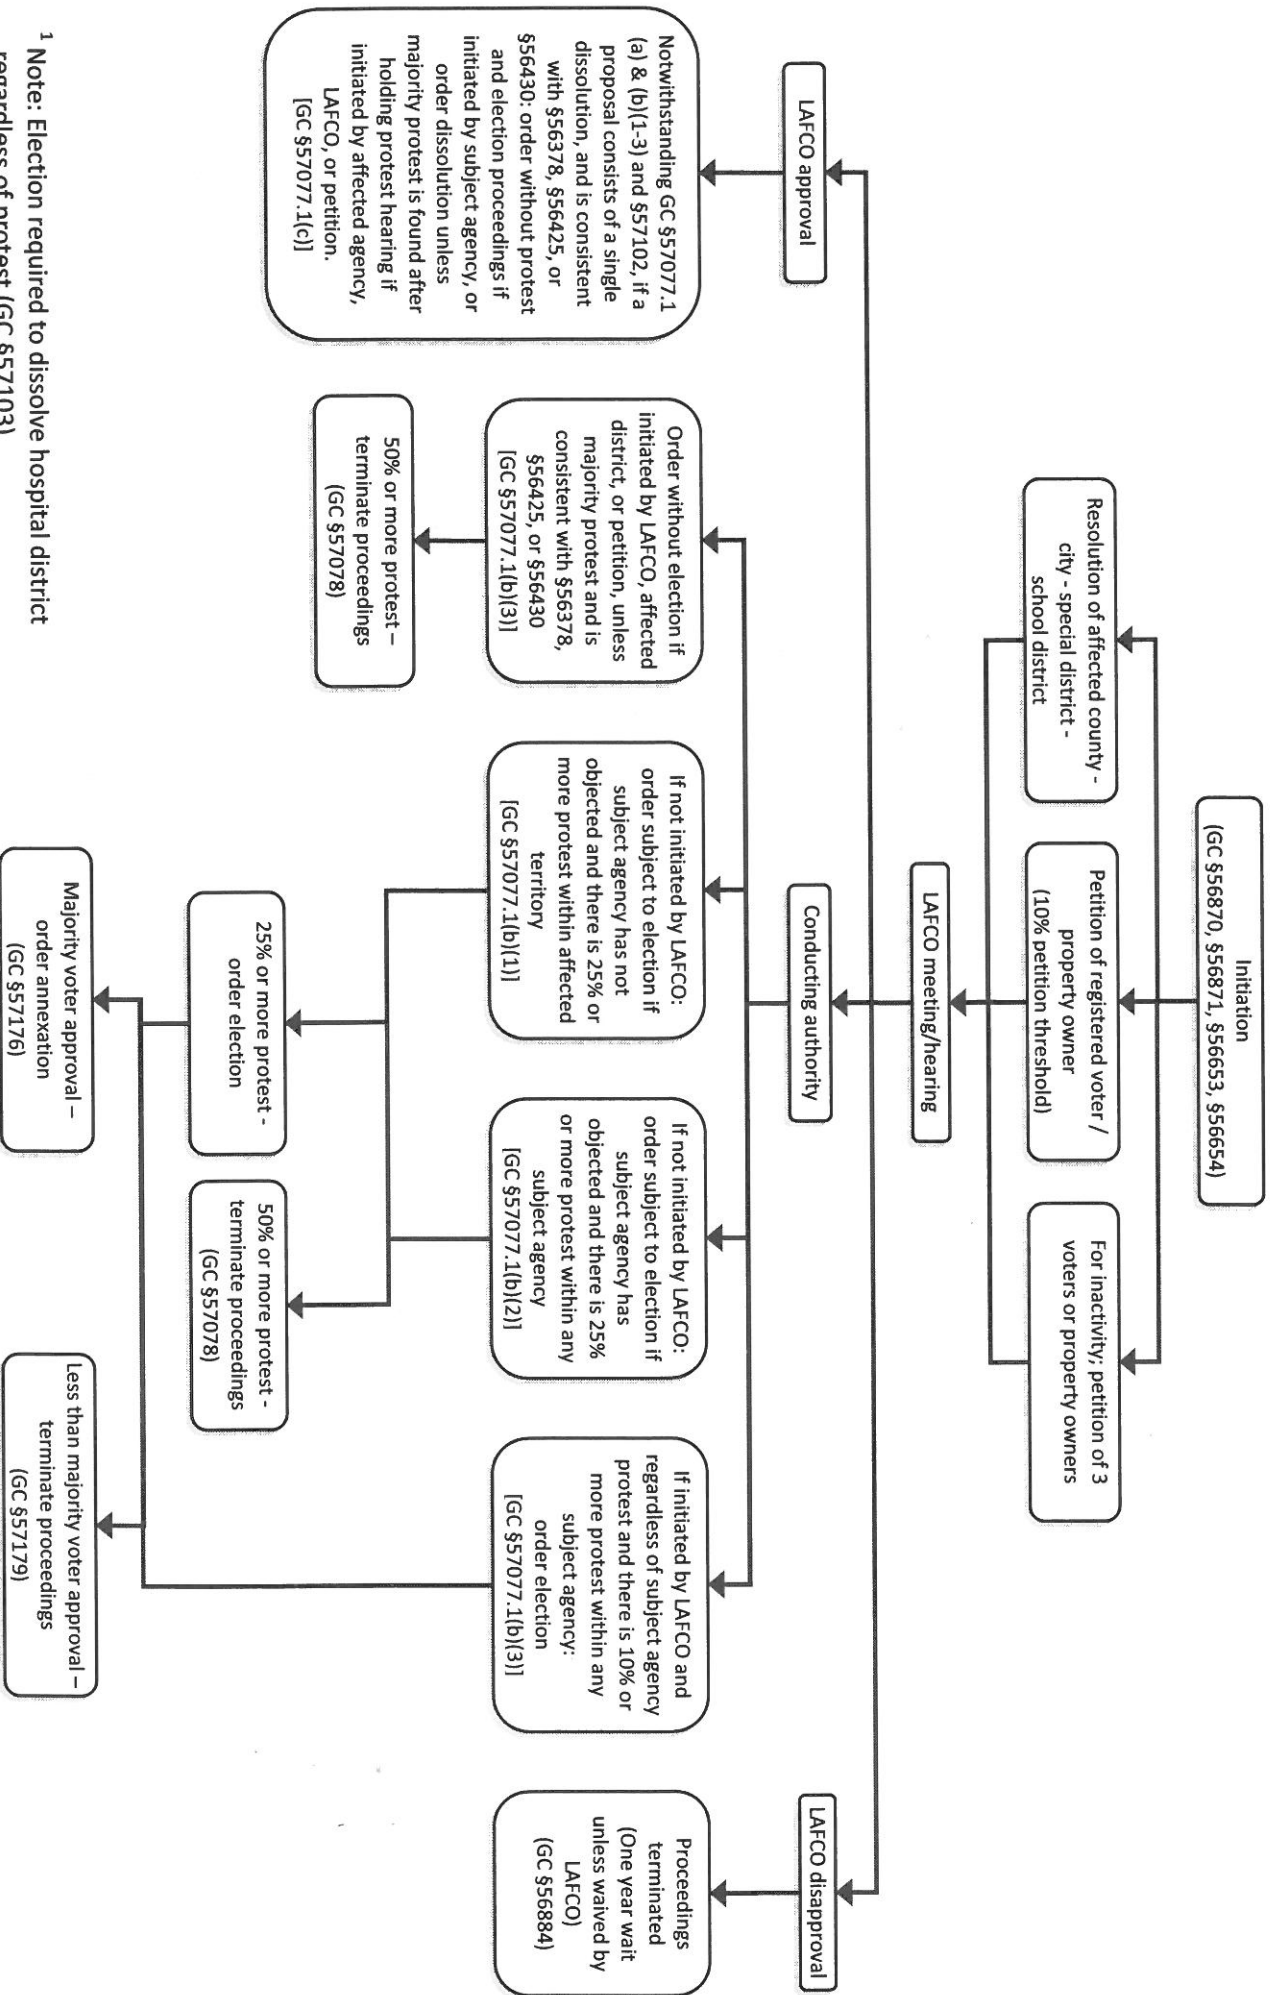 Initiation
(GC §56870, §56871, §56653, §56654)
Resolution of affected county -
city - special district -
school district
Petition of registered voter /
property owner
(10% petition threshold)
For inactivity; petition of 3
voters or property owners
LAFCO meeting/hearing
LAFCO approval
Conducting authority
LAFCO disapproval
Notwithstanding GC §57077.1
(a) & (b)(1-3) and §57102, if a
proposal consists of a single
dissolution, and is consistent
with §56378, §56425, or
§56430: order without protest
and election proceedings if
initiated by subject agency, or
order dissolution unless
majority protest is found after
holding protest hearing if
initiated by affected agency,
LAFCO, or petition.
[GC §57077.1(c)]
Order without election if
initiated by LAFCO, affected
district, or petition, unless
majority protest and is
consistent with §56378,
§56425, or §56430
[GC §57077.1(b)(3)]
If not initiated by LAFCO:
order subject to election if
subject agency has not
objected and there is 25% or
more protest within affected
territory
[GC §57077.1(b)(1)]
If not initiated by LAFCO:
order subject to election if
subject agency has
objected and there is 25%
or more protest within any
subject agency
[GC §57077.1(b)(2)]
If initiated by LAFCO and
regardless of subject agency
protest and there is 10% or
more protest within any
subject agency:
order election
[GC §57077.1(b)(3)]
Proceedings
terminated
(One year wait
unless waived by
LAFCO)
(GC §56884)
50% or more protest –
terminate proceedings
(GC §57078)
25% or more protest -
order election
50% or more protest -
terminate proceedings
(GC §57078)
Majority voter approval –
order annexation
(GC §57176)
Less than majority voter approval –
terminate proceedings
(GC §57179)
1 Note: Election required to dissolve hospital district
regardless of protest (GC §57103)